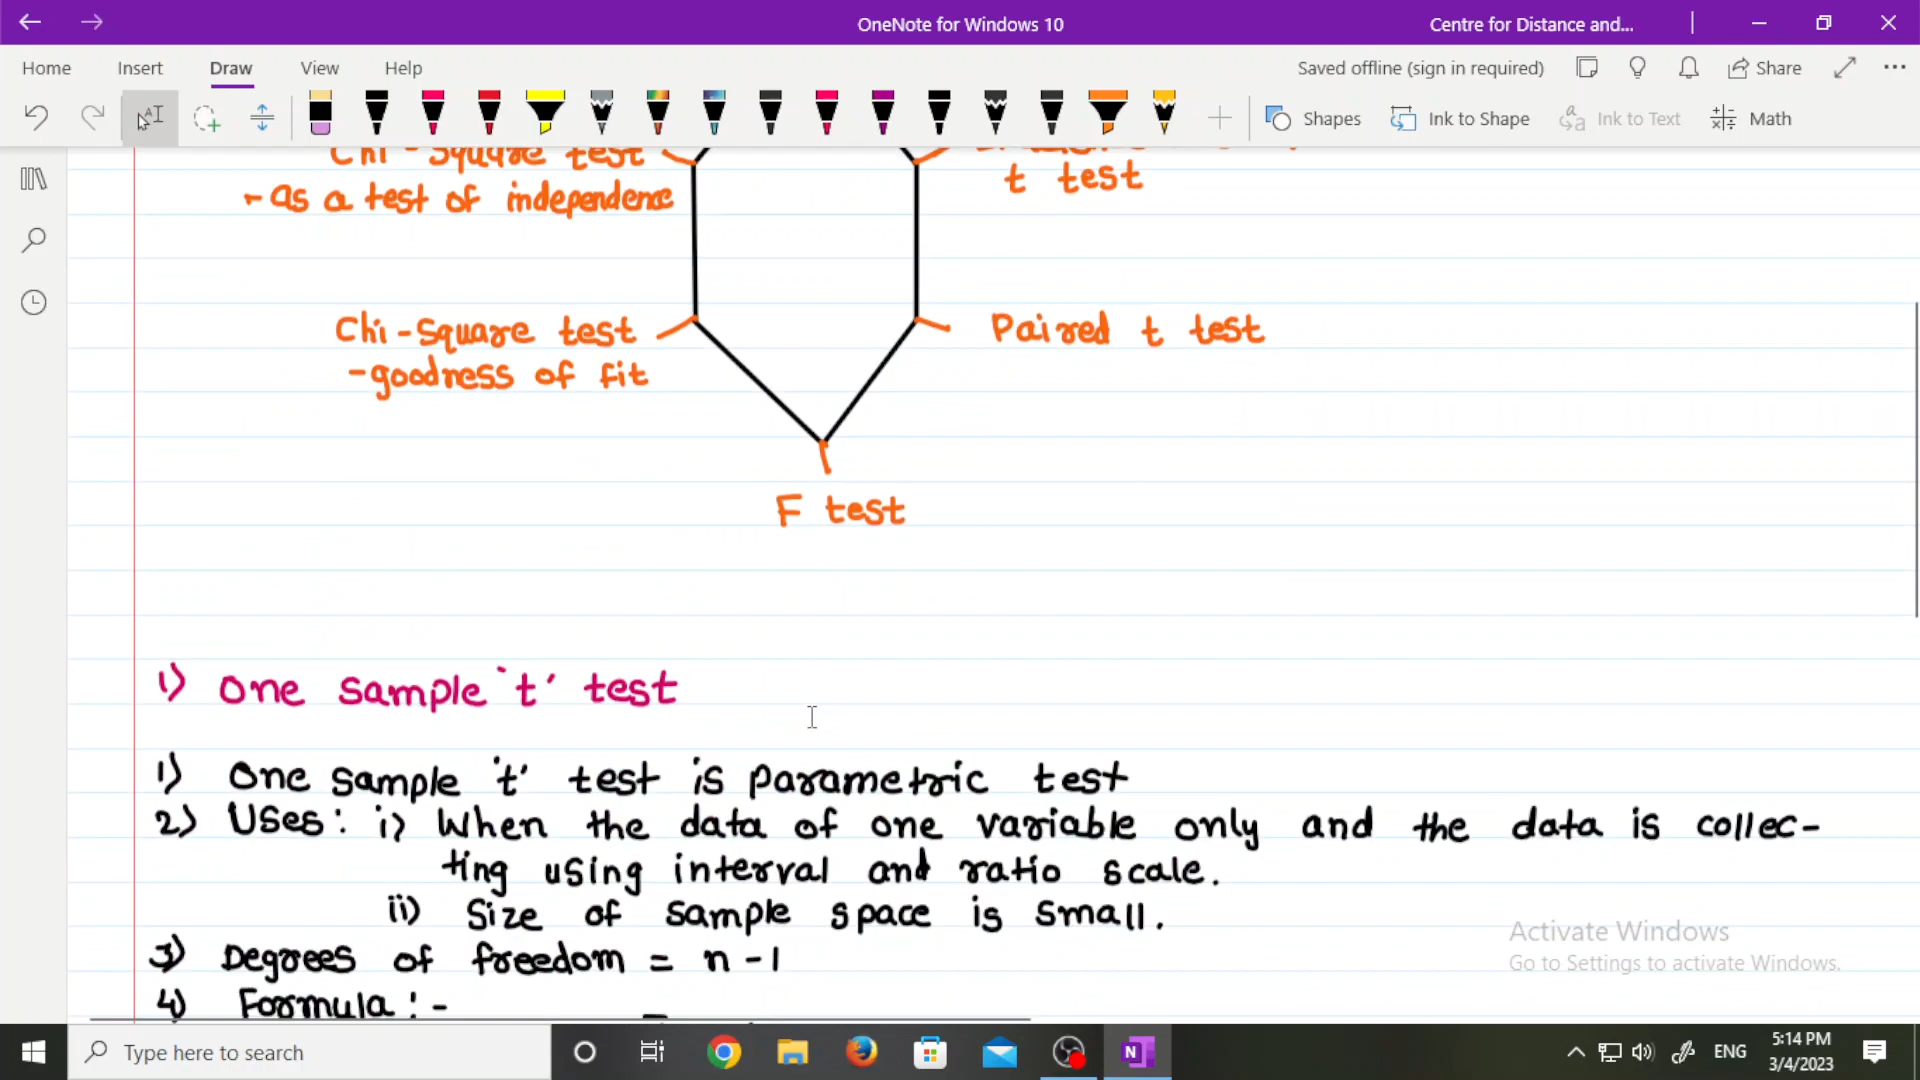 OneNote for Windows 10
Centre for Distance and...
Home
Insert
Draw
View
Help
Saved offline (sign in required)
Share
Shapes
Ink to Shape
Ink to Text
Math
Chi-Square test
- as a test of independence
t test
Chi-Square test
-goodness of fit
Paired t test
F test
1) One sample 't' test
1) One sample 't' test is parametric test
2) Uses: i) When the data of one variable only and the data is collec-
ting using interval and ratio scale.
ii) Size of sample space is small.
3) Degrees of freedom = n-1
4) Formula:-
Activate Windows
Go to Settings to activate Windows.
Type here to search
ENG
5:14 PM
3/4/2023